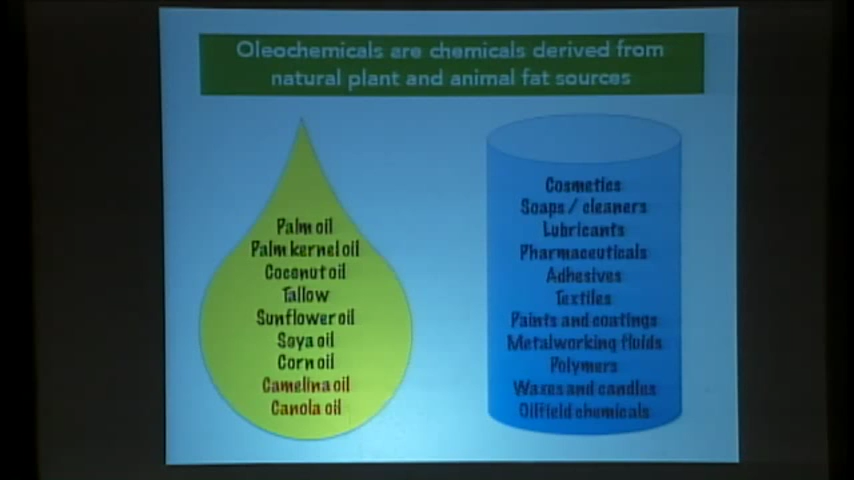 Oleochemicals are chemicals derived from
natural plant and animal fat sources
Palm oil
Palm kernel oil
Coconut oil
Tallow
Sunflower oil
Soya oil
Corn oil
Camelina oil
Canola oil
Cosmetics
Soaps / cleaners
Lubricants
Pharmaceuticals
Adhesives
Textiles
Paints and coatings
Metalworking fluids
Polymers
Waxes and candles
Oilfield chemicals